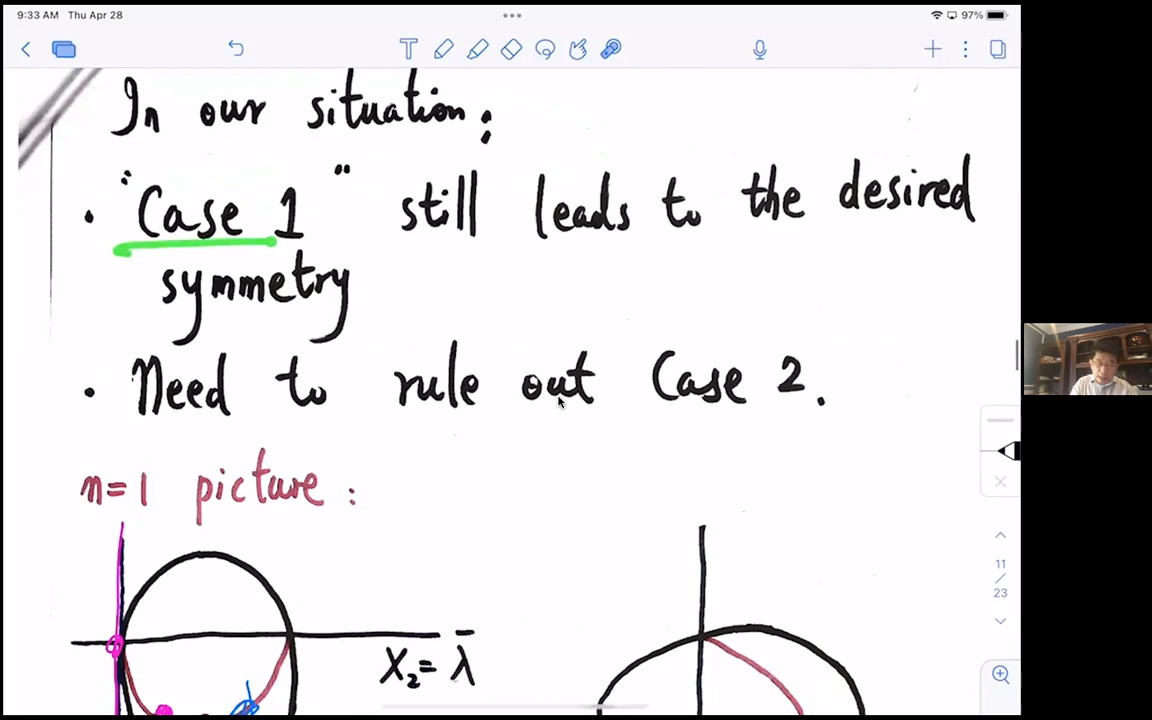 9:33 AM Thu Apr 28
97%
In our situation:
• "Case 1" still leads to the desired
symmetry
• Need to rule out Case 2.
n=1 picture:
X₂ = λ̄
11
/
23